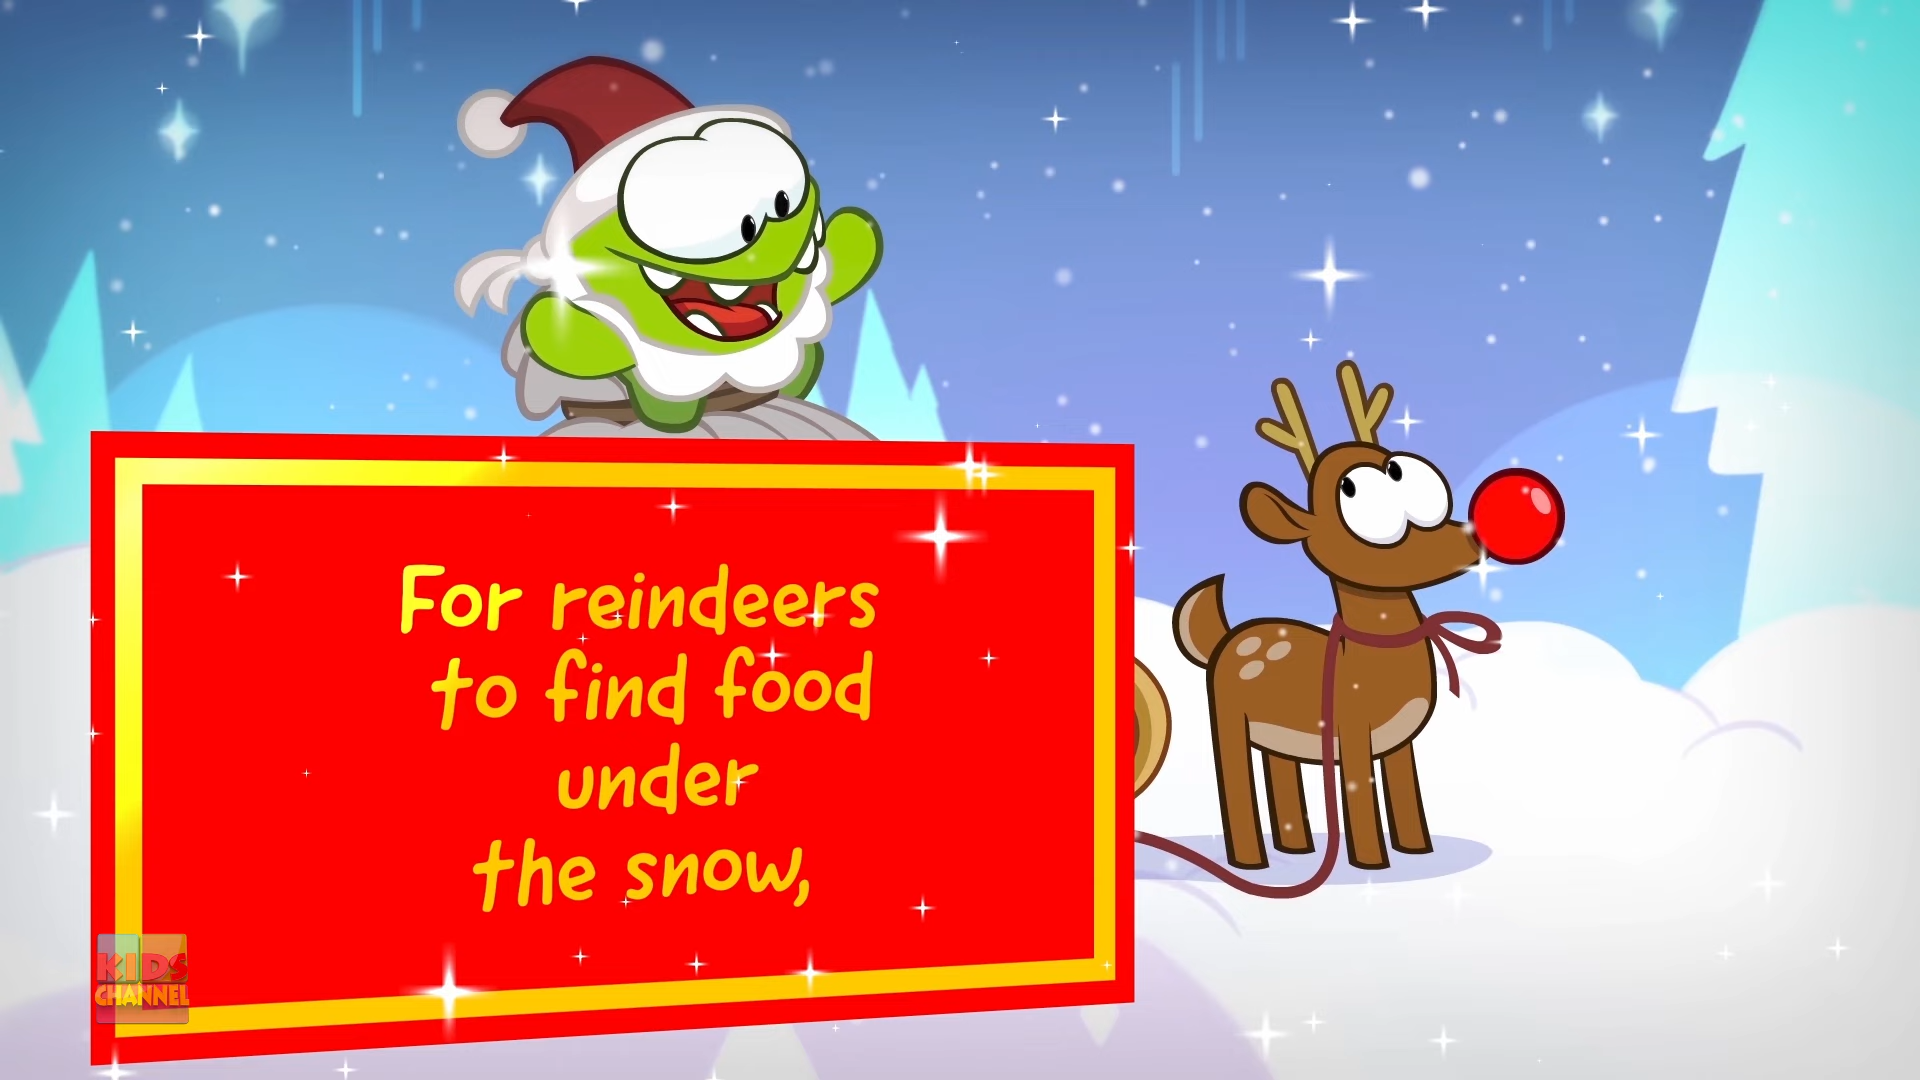 For reindeers
to find food
under
the snow,
KIDS
CHANNEL